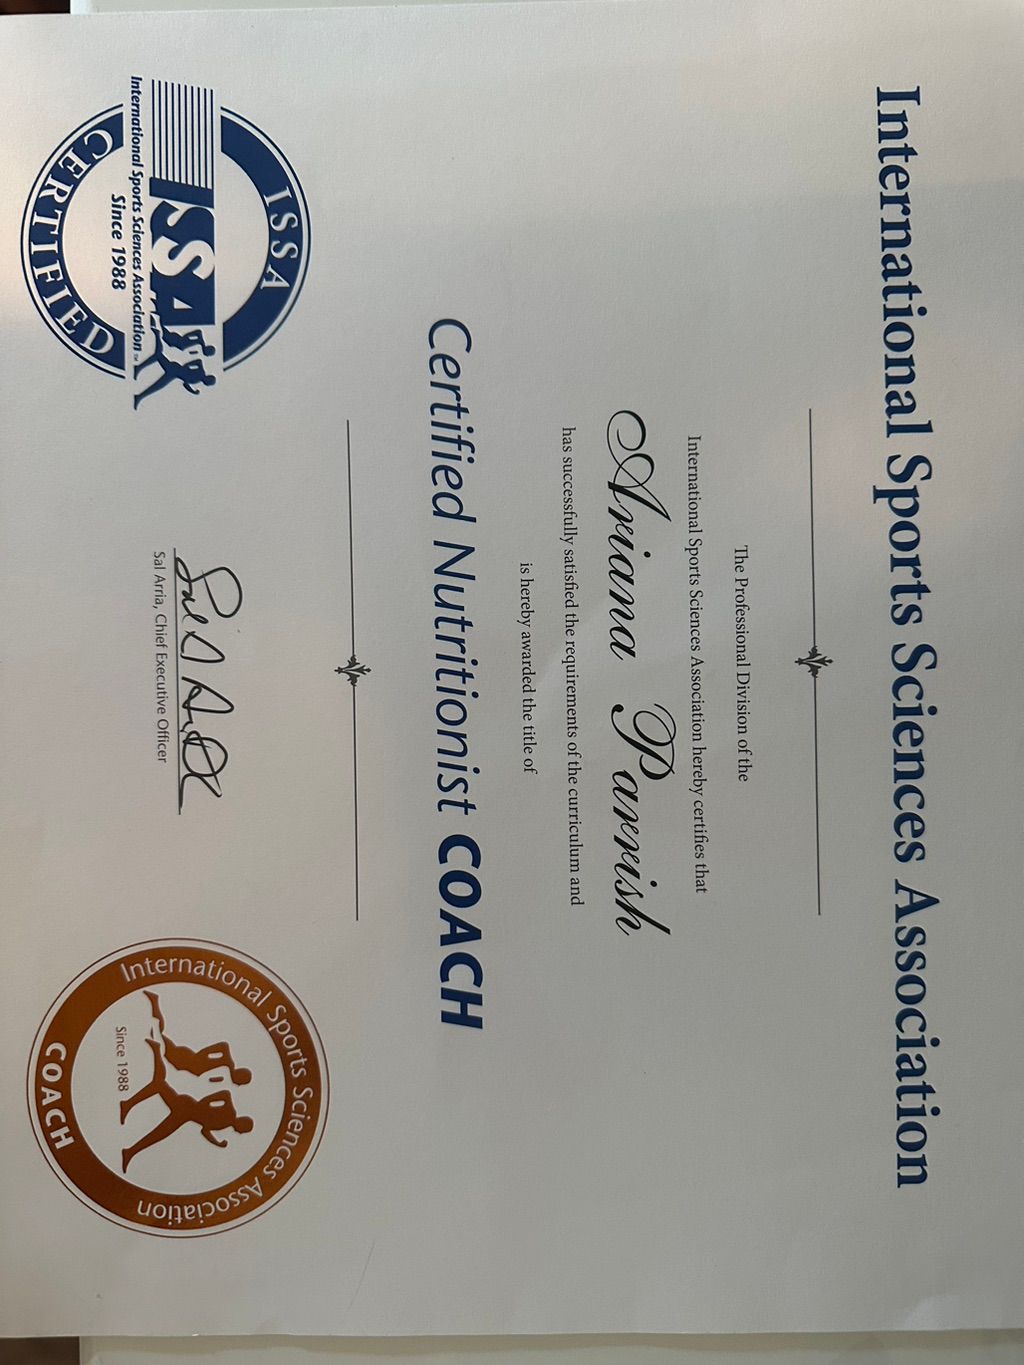 International Sports Sciences Association
The Professional Division of the
International Sports Sciences Association hereby certifies that
Ariana Parrish
has successfully satisfied the requirements of the curriculum and
is hereby awarded the title of
Certified Nutritionist COACH
ISSA
ISSA
International Sports Sciences Association™
Since 1988
CERTIFIED
Sal Arria, Chief Executive Officer
International Sports Sciences Association
Since 1988
COACH